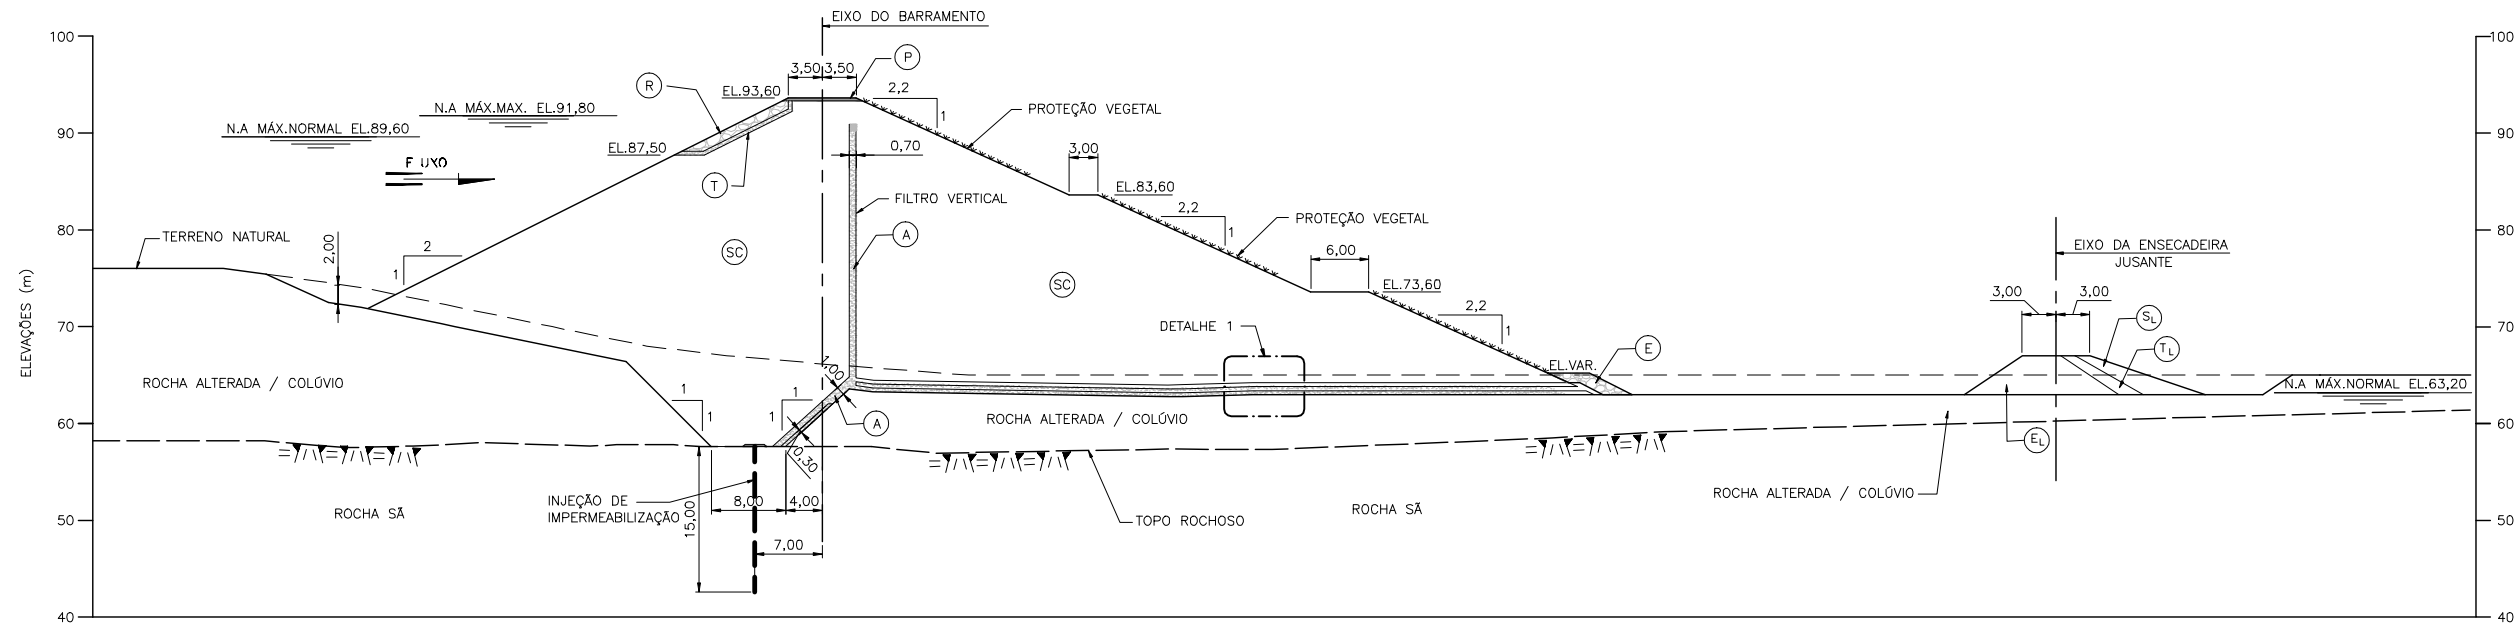 EIXO DO BARRAMENTO
100
100
3,50
3,50
P
R
EL.93,60
2,2
1
N.A MÁX.MAX. EL.91,80
PROTEÇÃO VEGETAL
N.A MÁX.NORMAL EL.89,60
90
90
EL.87,50
0,70
3,00
F UXO
T
EL.83,60
FILTRO VERTICAL
2,2
1
PROTEÇÃO VEGETAL
80
80
TERRENO NATURAL
2,00
2
1
SC
A
6,00
EIXO DA ENSECADEIRA
JUSANTE
SC
EL.73,60
3,00
3,00
2,2
1
SL
ELEVAÇÕES (m)
70
70
DETALHE 1
E
TL
EL.VAR.
1,00
ROCHA ALTERADA / COLÚVIO
N.A MÁX.NORMAL EL.63,20
1
1
1
1
A
ROCHA ALTERADA / COLÚVIO
60
60
EL
0,30
INJEÇÃO DE
IMPERMEABILIZAÇÃO
8,00
4,00
15,00
ROCHA ALTERADA / COLÚVIO
ROCHA SÃ
ROCHA SÃ
TOPO ROCHOSO
50
50
7,00
40
40